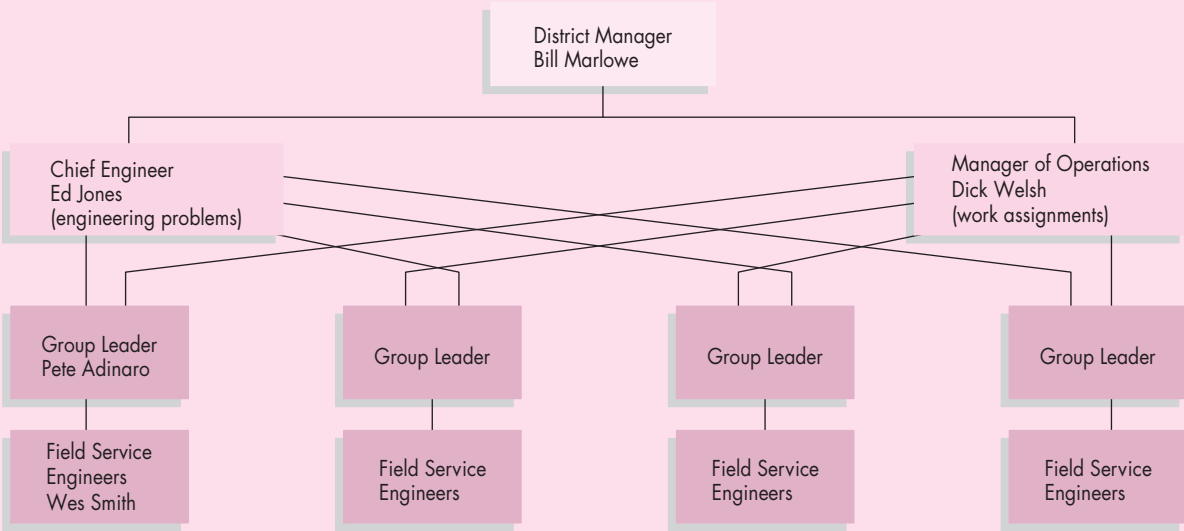 District Manager
Bill Marlowe
Chief Engineer
Ed Jones
(engineering problems)
Manager of Operations
Dick Welsh
(work assignments)
Group Leader
Pete Adinaro
Group Leader
Group Leader
Group Leader
Field Service
Engineers
Wes Smith
Field Service
Engineers
Field Service
Engineers
Field Service
Engineers